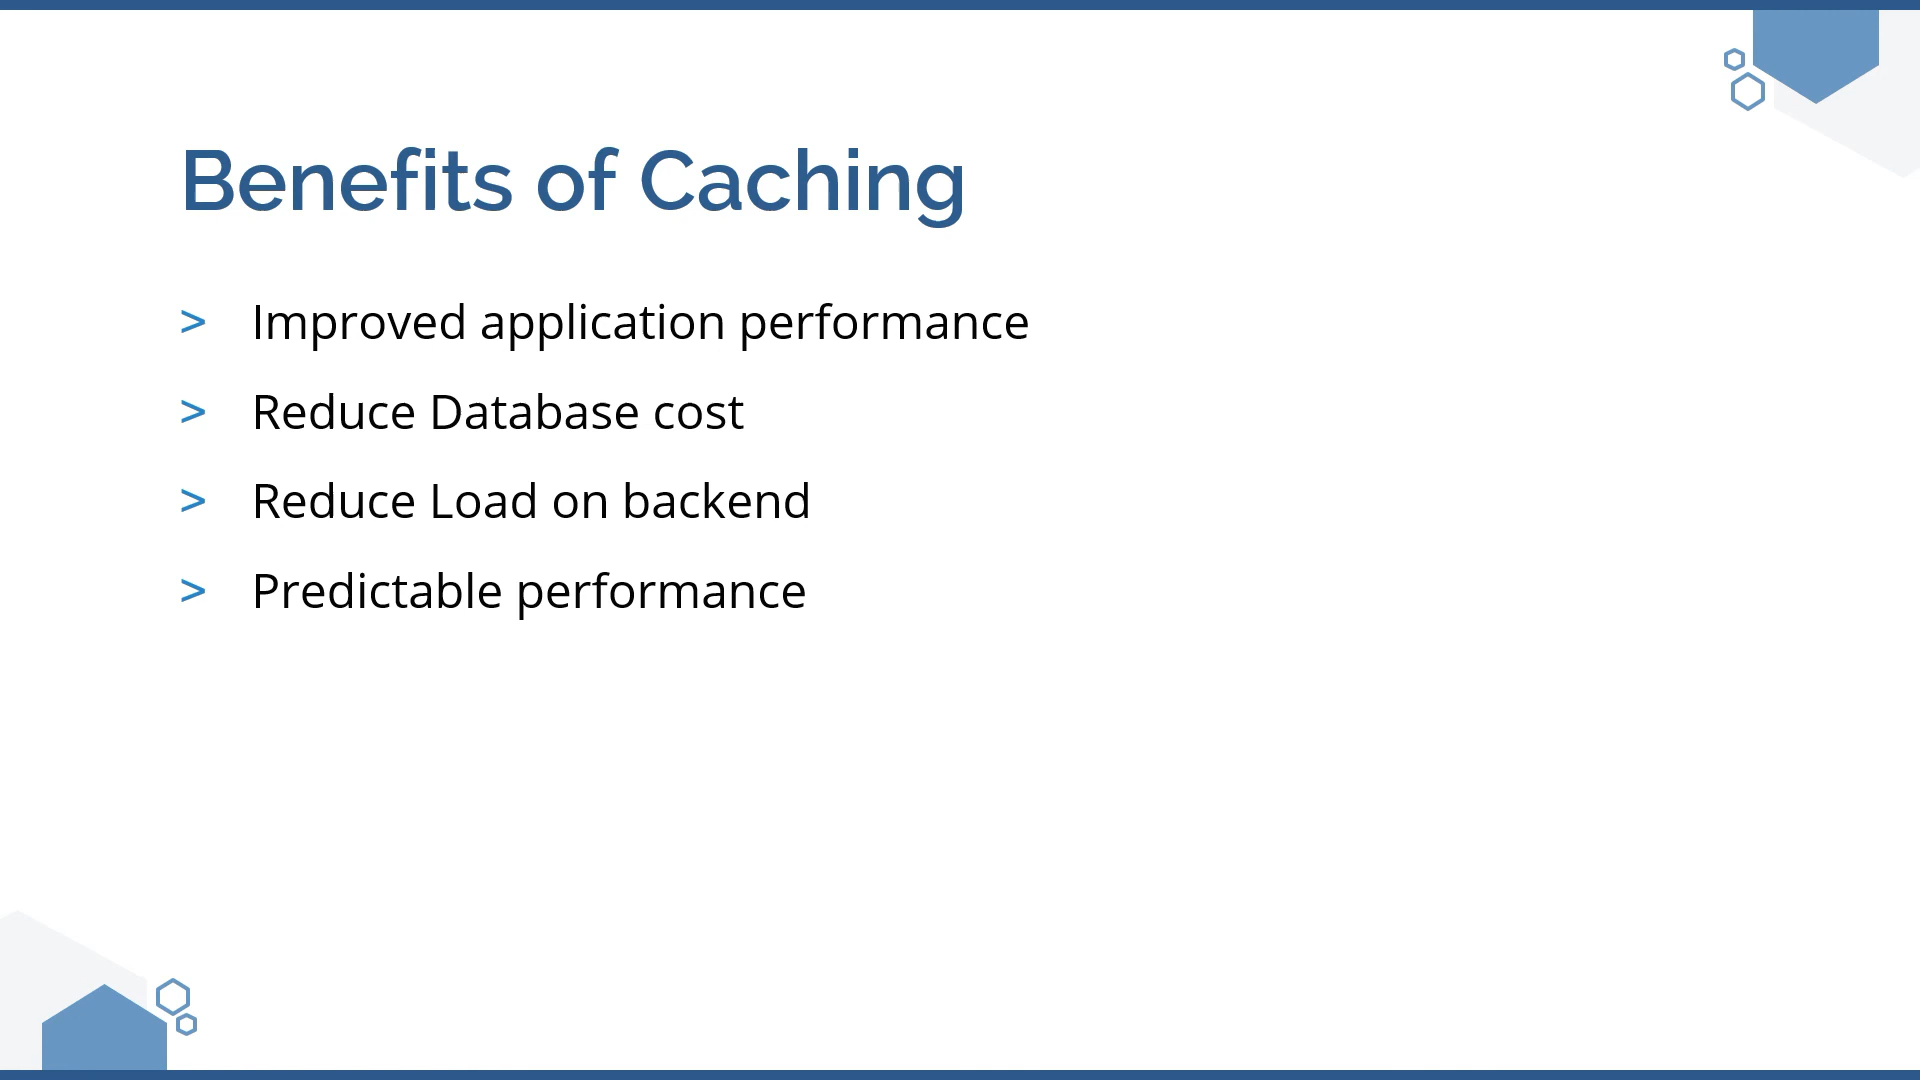 Benefits of Caching
> Improved application performance
> Reduce Database cost
> Reduce Load on backend
> Predictable performance